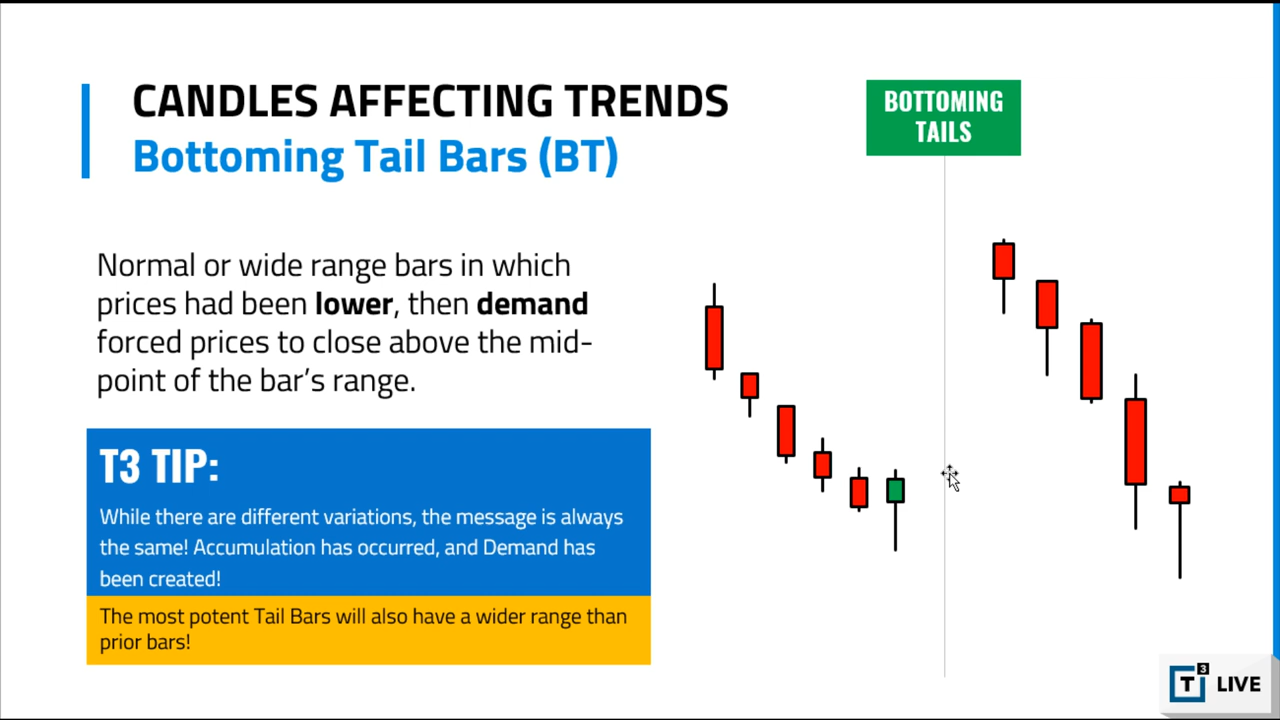 CANDLES AFFECTING TRENDS
Bottoming Tail Bars (BT)
BOTTOMING
TAILS
Normal or wide range bars in which
prices had been lower, then demand
forced prices to close above the mid-
point of the bar's range.
T3 TIP:
While there are different variations, the message is always
the same! Accumulation has occurred, and Demand has
been created!
The most potent Tail Bars will also have a wider range than
prior bars!
T3 LIVE